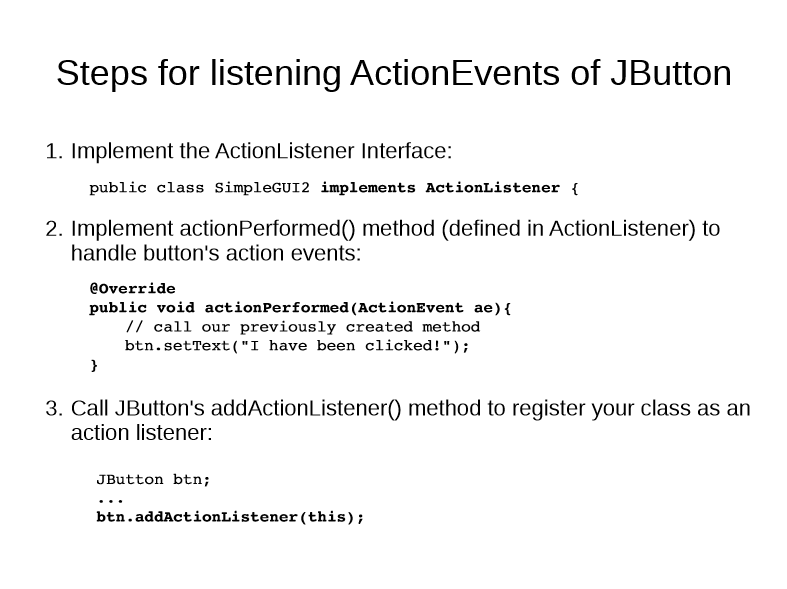 Steps for listening ActionEvents of JButton
1. Implement the ActionListener Interface:
public class SimpleGUI2 implements ActionListener {
2. Implement actionPerformed() method (defined in ActionListener) to
handle button's action events:
@Override
public void actionPerformed(ActionEvent ae){
// call our previously created method
btn.setText("I have been clicked!");
}
3. Call JButton's addActionListener() method to register your class as an
action listener:
JButton btn;
...
btn.addActionListener(this);